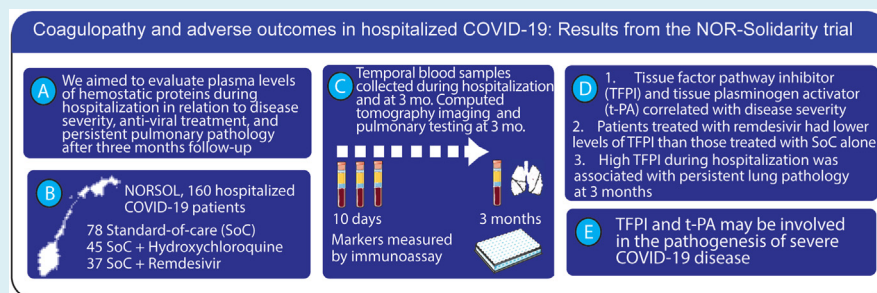 Coagulopathy and adverse outcomes in hospitalized COVID-19: Results from the NOR-Solidarity trial
A
We aimed to evaluate plasma levels
of hemostatic proteins during
hospitalization in relation to disease
severity, anti-viral treatment, and
persistent pulmonary pathology
after three months follow-up
B
NORSOL, 160 hospitalized
COVID-19 patients
78 Standard-of-care (SoC)
45 SoC + Hydroxychloroquine
37 SoC + Remdesivir
C
Temporal blood samples
collected during hospitalization
and at 3 mo. Computed
tomography imaging and
pulmonary testing at 3 mo.
10 days
3 months
Markers measured
by immunoassay
D
1. Tissue factor pathway inhibitor
(TFPI) and tissue plasminogen activator
(t-PA) correlated with disease severity
2. Patients treated with remdesivir had lower
levels of TFPI than those treated with SoC alone
3. High TFPI during hospitalization was
associated with persistent lung pathology
at 3 months
E
TFPI and t-PA may be involved
in the pathogenesis of severe
COVID-19 disease